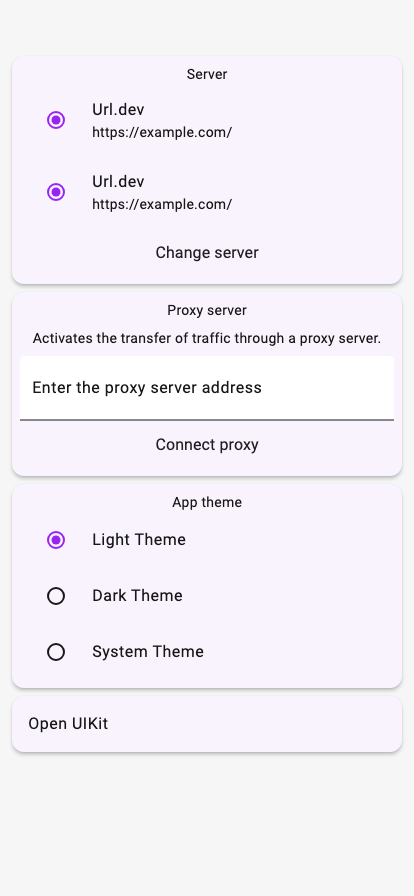 Server
Url.dev
https://example.com/
Url.dev
https://example.com/
Change server
Proxy server
Activates the transfer of traffic through a proxy server.
Enter the proxy server address
Connect proxy
App theme
Light Theme
Dark Theme
System Theme
Open UIKit